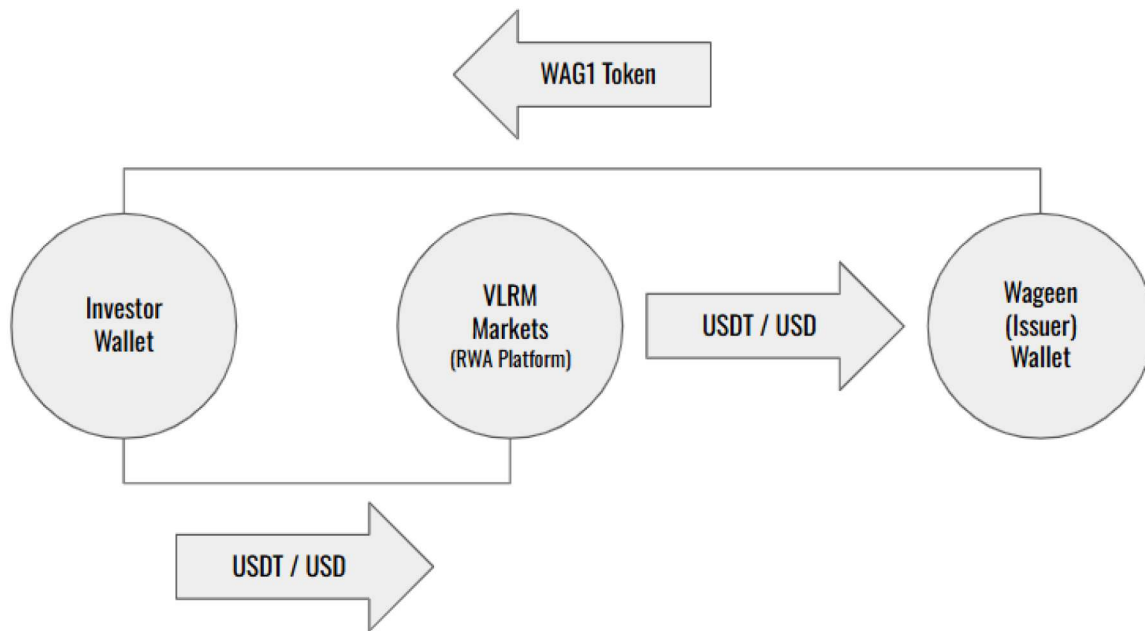 WAG1 Token
Investor
Wallet
VLRM
Markets
(RWA Platform)
USDT / USD
Wageen
(Issuer)
Wallet
USDT / USD